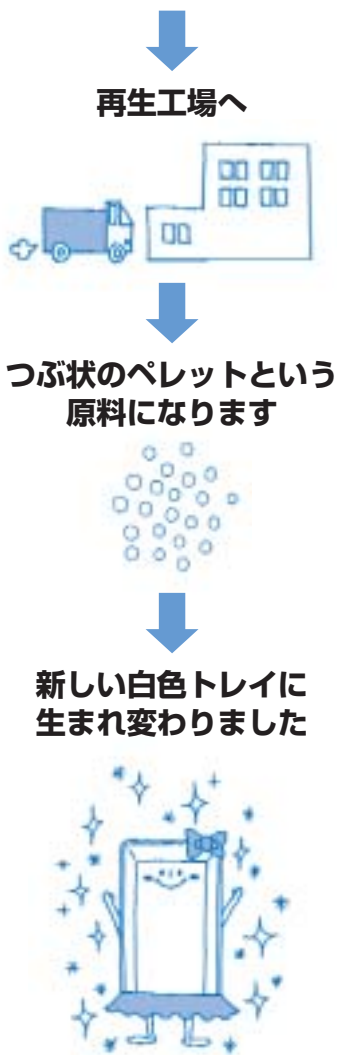 再生工場へ
つぶ状のペレットという
原料になります
新しい白色トレイに
生まれ変わりました